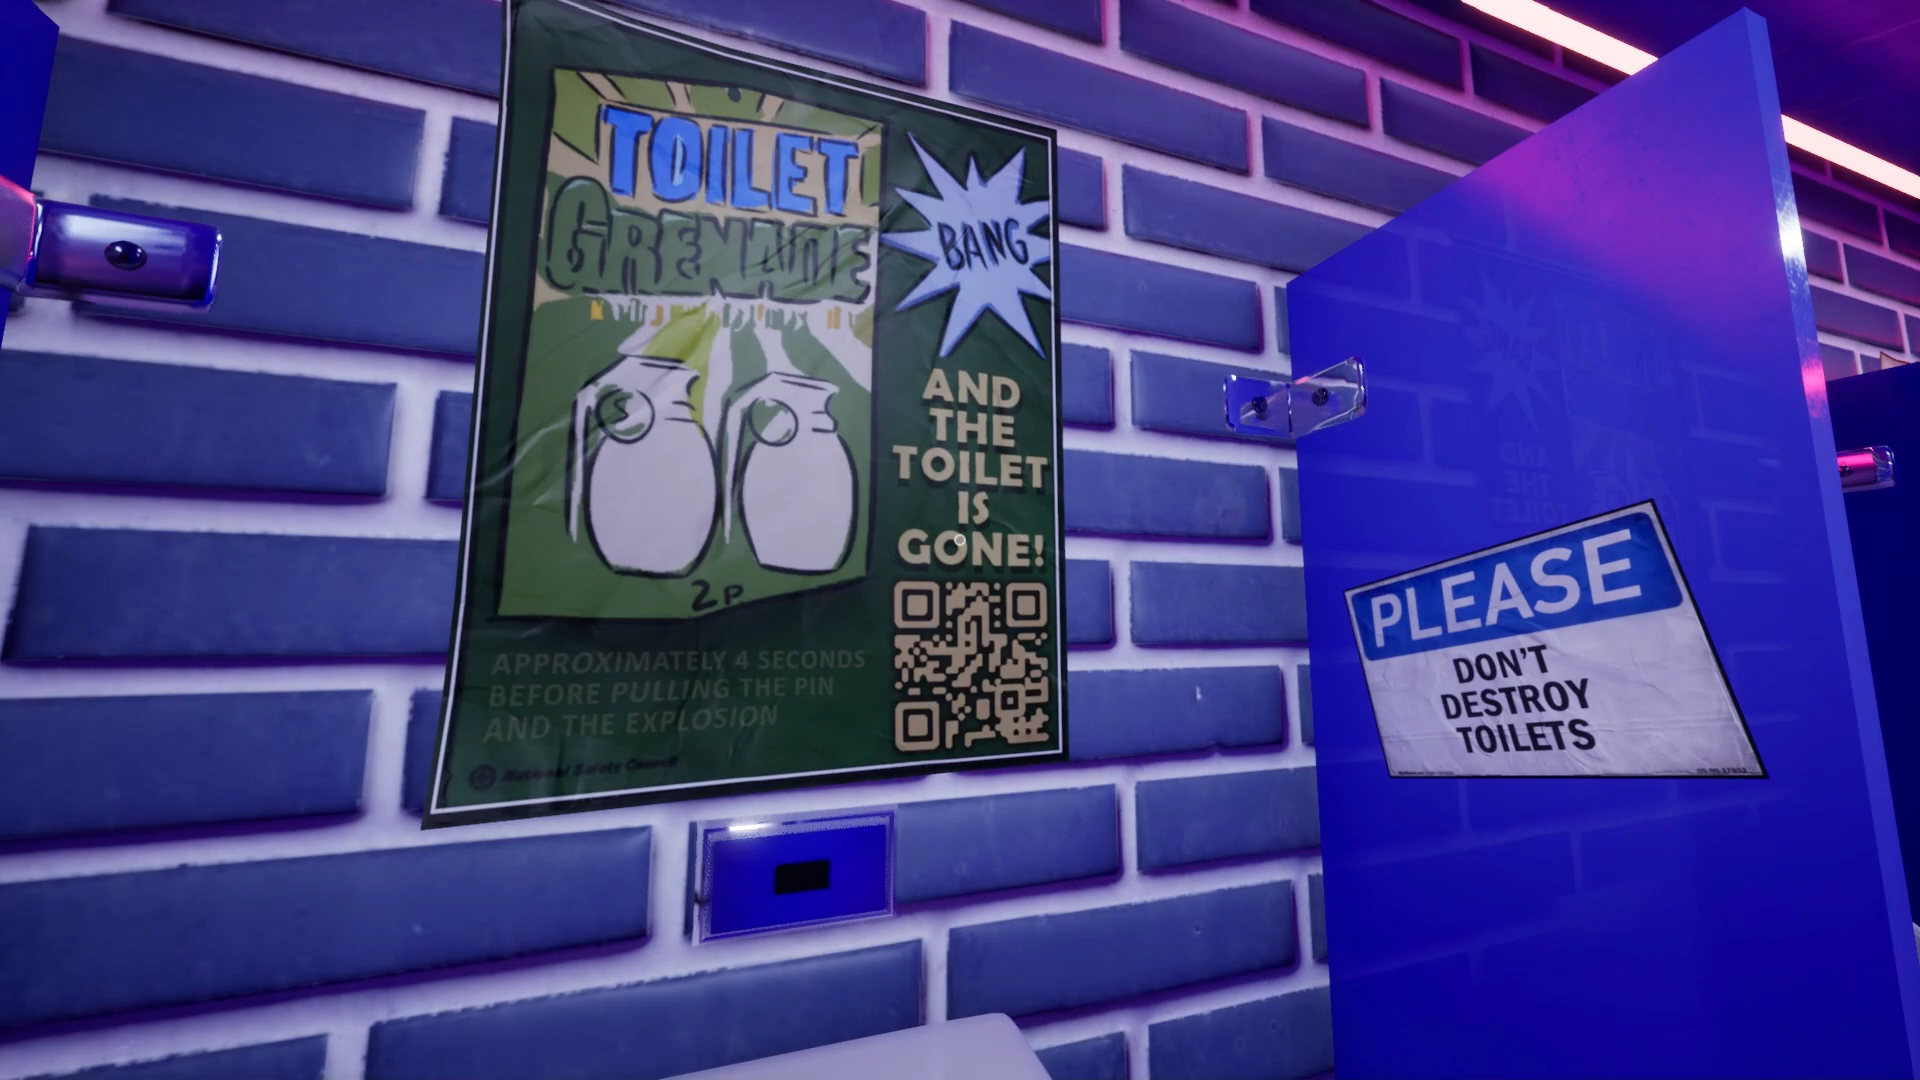 TOILET
GRENADE
BANG
AND
THE
TOILET
IS
GONE!
2P
APPROXIMATELY 4 SECONDS
BEFORE PULLING THE PIN
AND THE EXPLOSION
National Safety Council
PLEASE
DON'T
DESTROY
TOILETS